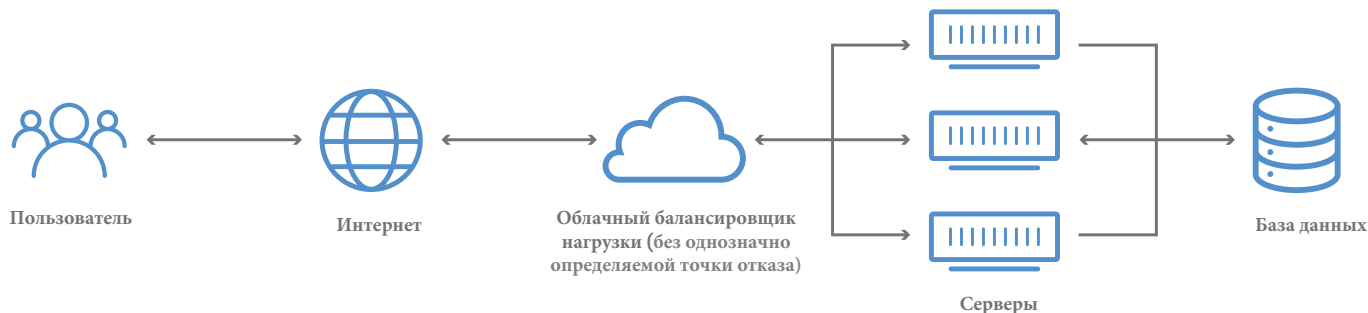 Пользователь
Интернет
Облачный балансировщик
нагрузки (без однозначно
определяемой точки отказа)
Серверы
База данных